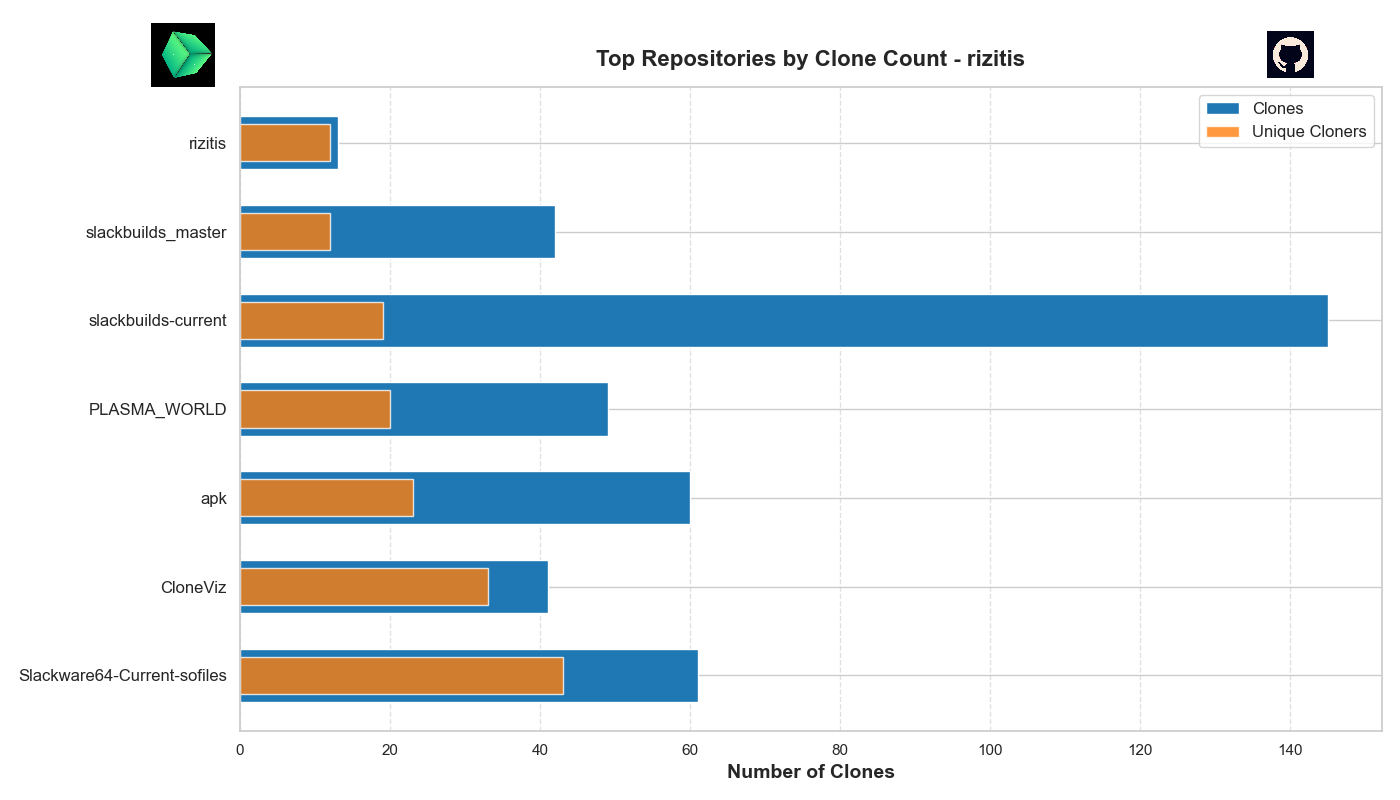 Top Repositories by Clone Count - rizitis
Clones
Unique Cloners
rizitis
slackbuilds_master
slackbuilds-current
PLASMA_WORLD
apk
CloneViz
Slackware64-Current-sofiles
0 20 40 60 80 100 120 140
Number of Clones